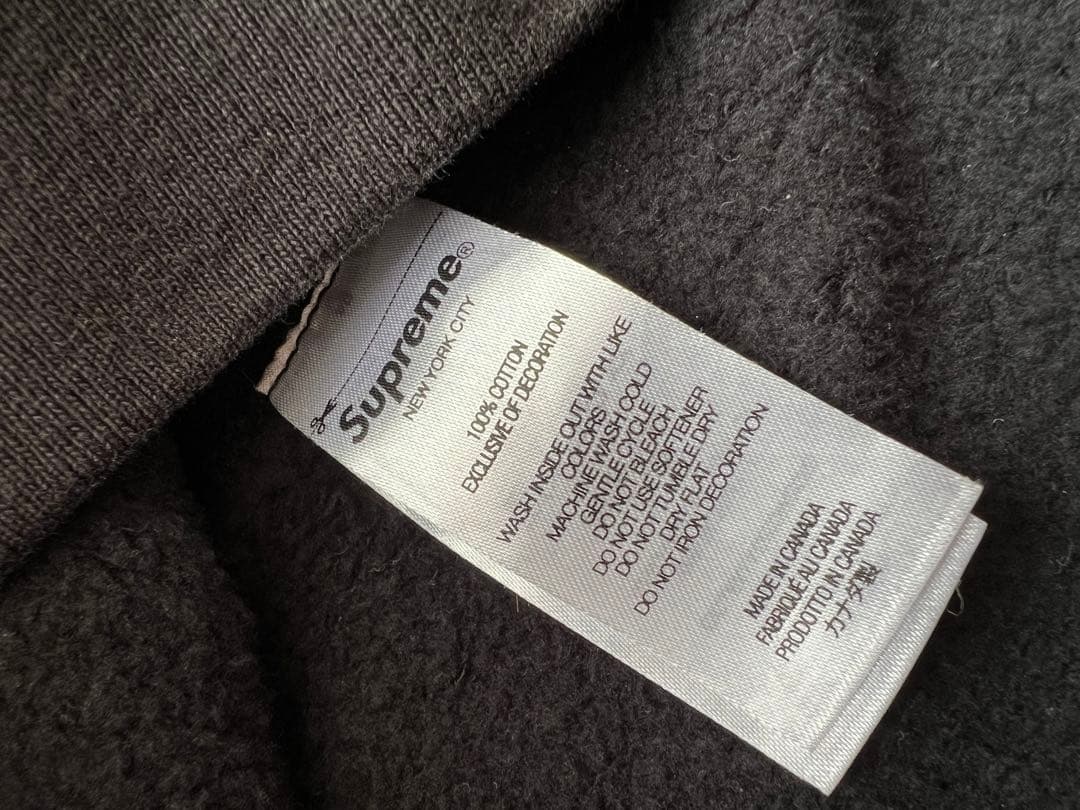 Supreme®
NEW YORK CITY
100% COTTON
EXCLUSIVE OF DECORATION
WASH INSIDE OUT WITH LIKE
COLORS
MACHINE WASH COLD
GENTLE CYCLE
DO NOT BLEACH
DO NOT USE SOFTENER
DO NOT TUMBLE DRY
DRY FLAT
DO NOT IRON DECORATION
MADE IN CANADA
FABRIQUÉ AU CANADA
PRODOTTO IN CANADA
カナダ製